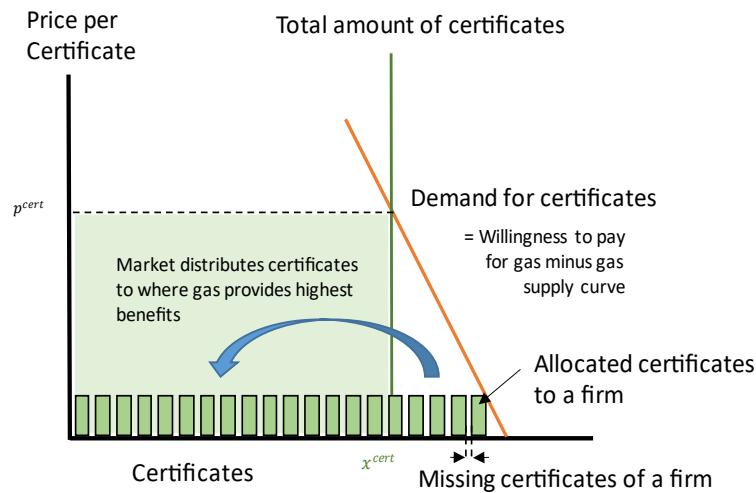 Price per
Certificate
Total amount of certificates
p^cert
Demand for certificates
= Willingness to pay
for gas minus gas
supply curve
Market distributes certificates
to where gas provides highest
benefits
Allocated certificates
to a firm
x^cert
Certificates
Missing certificates of a firm